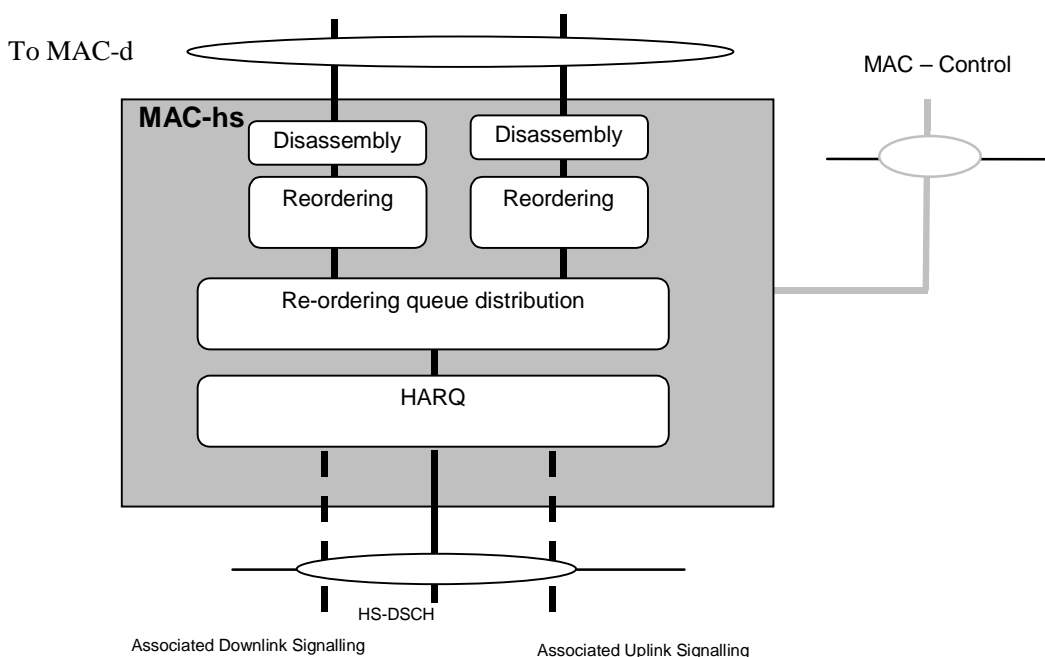 To MAC-d
MAC – Control
MAC-hs
Disassembly
Disassembly
Reordering
Reordering
Re-ordering queue distribution
HARQ
HS-DSCH
Associated Downlink Signalling
Associated Uplink Signalling